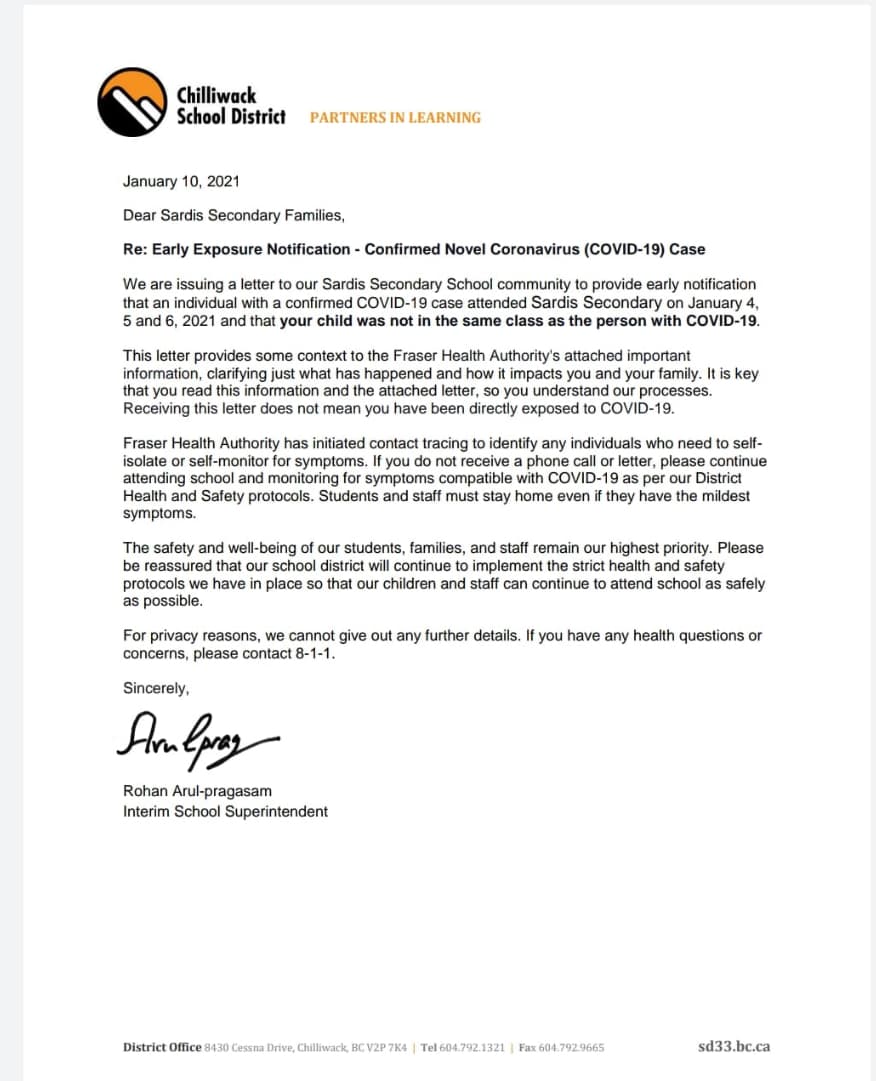 Chilliwack
School District PARTNERS IN LEARNING
January 10, 2021
Dear Sardis Secondary Families,
Re: Early Exposure Notification - Confirmed Novel Coronavirus (COVID-19) Case
We are issuing a letter to our Sardis Secondary School community to provide early notification
that an individual with a confirmed COVID-19 case attended Sardis Secondary on January 4,
5 and 6, 2021 and that your child was not in the same class as the person with COVID-19.
This letter provides some context to the Fraser Health Authority's attached important
information, clarifying just what has happened and how it impacts you and your family. It is key
that you read this information and the attached letter, so you understand our processes.
Receiving this letter does not mean you have been directly exposed to COVID-19.
Fraser Health Authority has initiated contact tracing to identify any individuals who need to self-
isolate or self-monitor for symptoms. If you do not receive a phone call or letter, please continue
attending school and monitoring for symptoms compatible with COVID-19 as per our District
Health and Safety protocols. Students and staff must stay home even if they have the mildest
symptoms.
The safety and well-being of our students, families, and staff remain our highest priority. Please
be reassured that our school district will continue to implement the strict health and safety
protocols we have in place so that our children and staff can continue to attend school as safely
as possible.
For privacy reasons, we cannot give out any further details. If you have any health questions or
concerns, please contact 8-1-1.
Sincerely,
Rohan Arul-pragasam
Interim School Superintendent
District Office 8430 Cessna Drive, Chilliwack, BC V2P 7K4 | Tel 604.792.1321 | Fax 604.792.9665 sd33.bc.ca